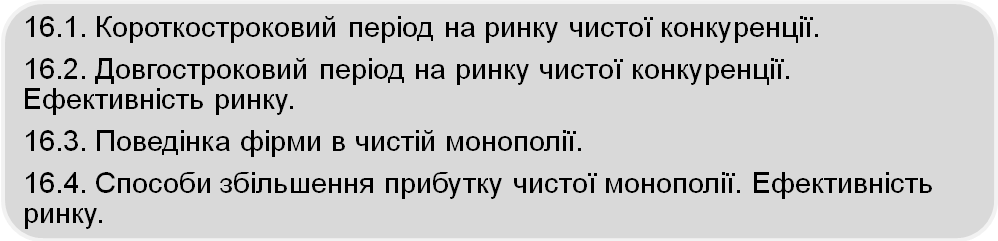 16.1. Короткостроковий період на ринку чистої конкуренції.
16.2. Довгостроковий період на ринку чистої конкуренції.
Ефективність ринку.
16.3. Поведінка фірми в чистій монополії.
16.4. Способи збільшення прибутку чистої монополії. Ефективність
ринку.